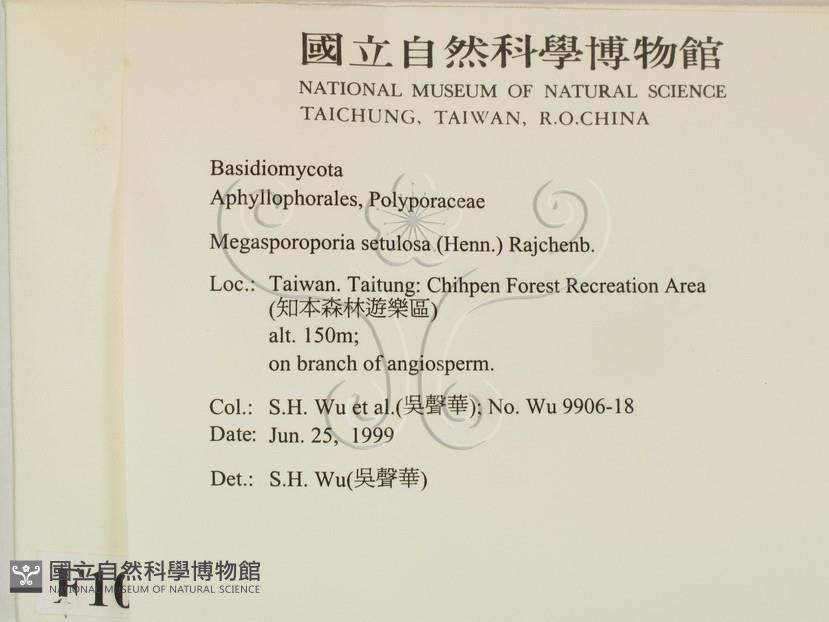 國立自然科學博物館
NATIONAL MUSEUM OF NATURAL SCIENCE
TAICHUNG, TAIWAN, R.O.CHINA
Basidiomycota
Aphyllophorales, Polyporaceae
Megasporoporia setulosa (Henn.) Rajchenb.
Loc.: Taiwan. Taitung: Chihpen Forest Recreation Area
(知本森林遊樂區)
alt. 150m;
on branch of angiosperm.
Col.: S.H. Wu et al.(吳聲華); No. Wu 9906-18
Date: Jun. 25, 1999
Det.: S.H. Wu(吳聲華)
國立自然科學博物館
NATIONAL MUSEUM OF NATURAL SCIENCE